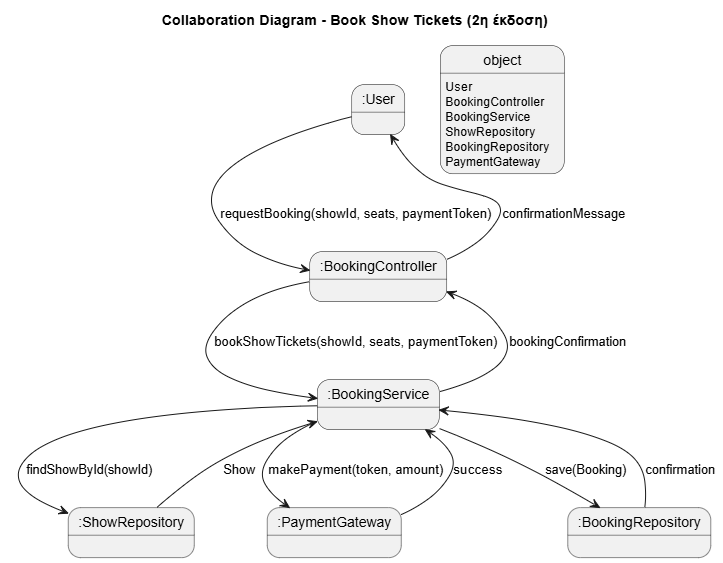 Collaboration Diagram - Book Show Tickets (2η έκδοση)
object
User
BookingController
BookingService
ShowRepository
BookingRepository
PaymentGateway
:User
requestBooking(showId, seats, paymentToken)
confirmationMessage
:BookingController
bookShowTickets(showId, seats, paymentToken)
bookingConfirmation
:BookingService
findShowById(showId)
Show
makePayment(token, amount)
success
save(Booking)
confirmation
:ShowRepository
:PaymentGateway
:BookingRepository